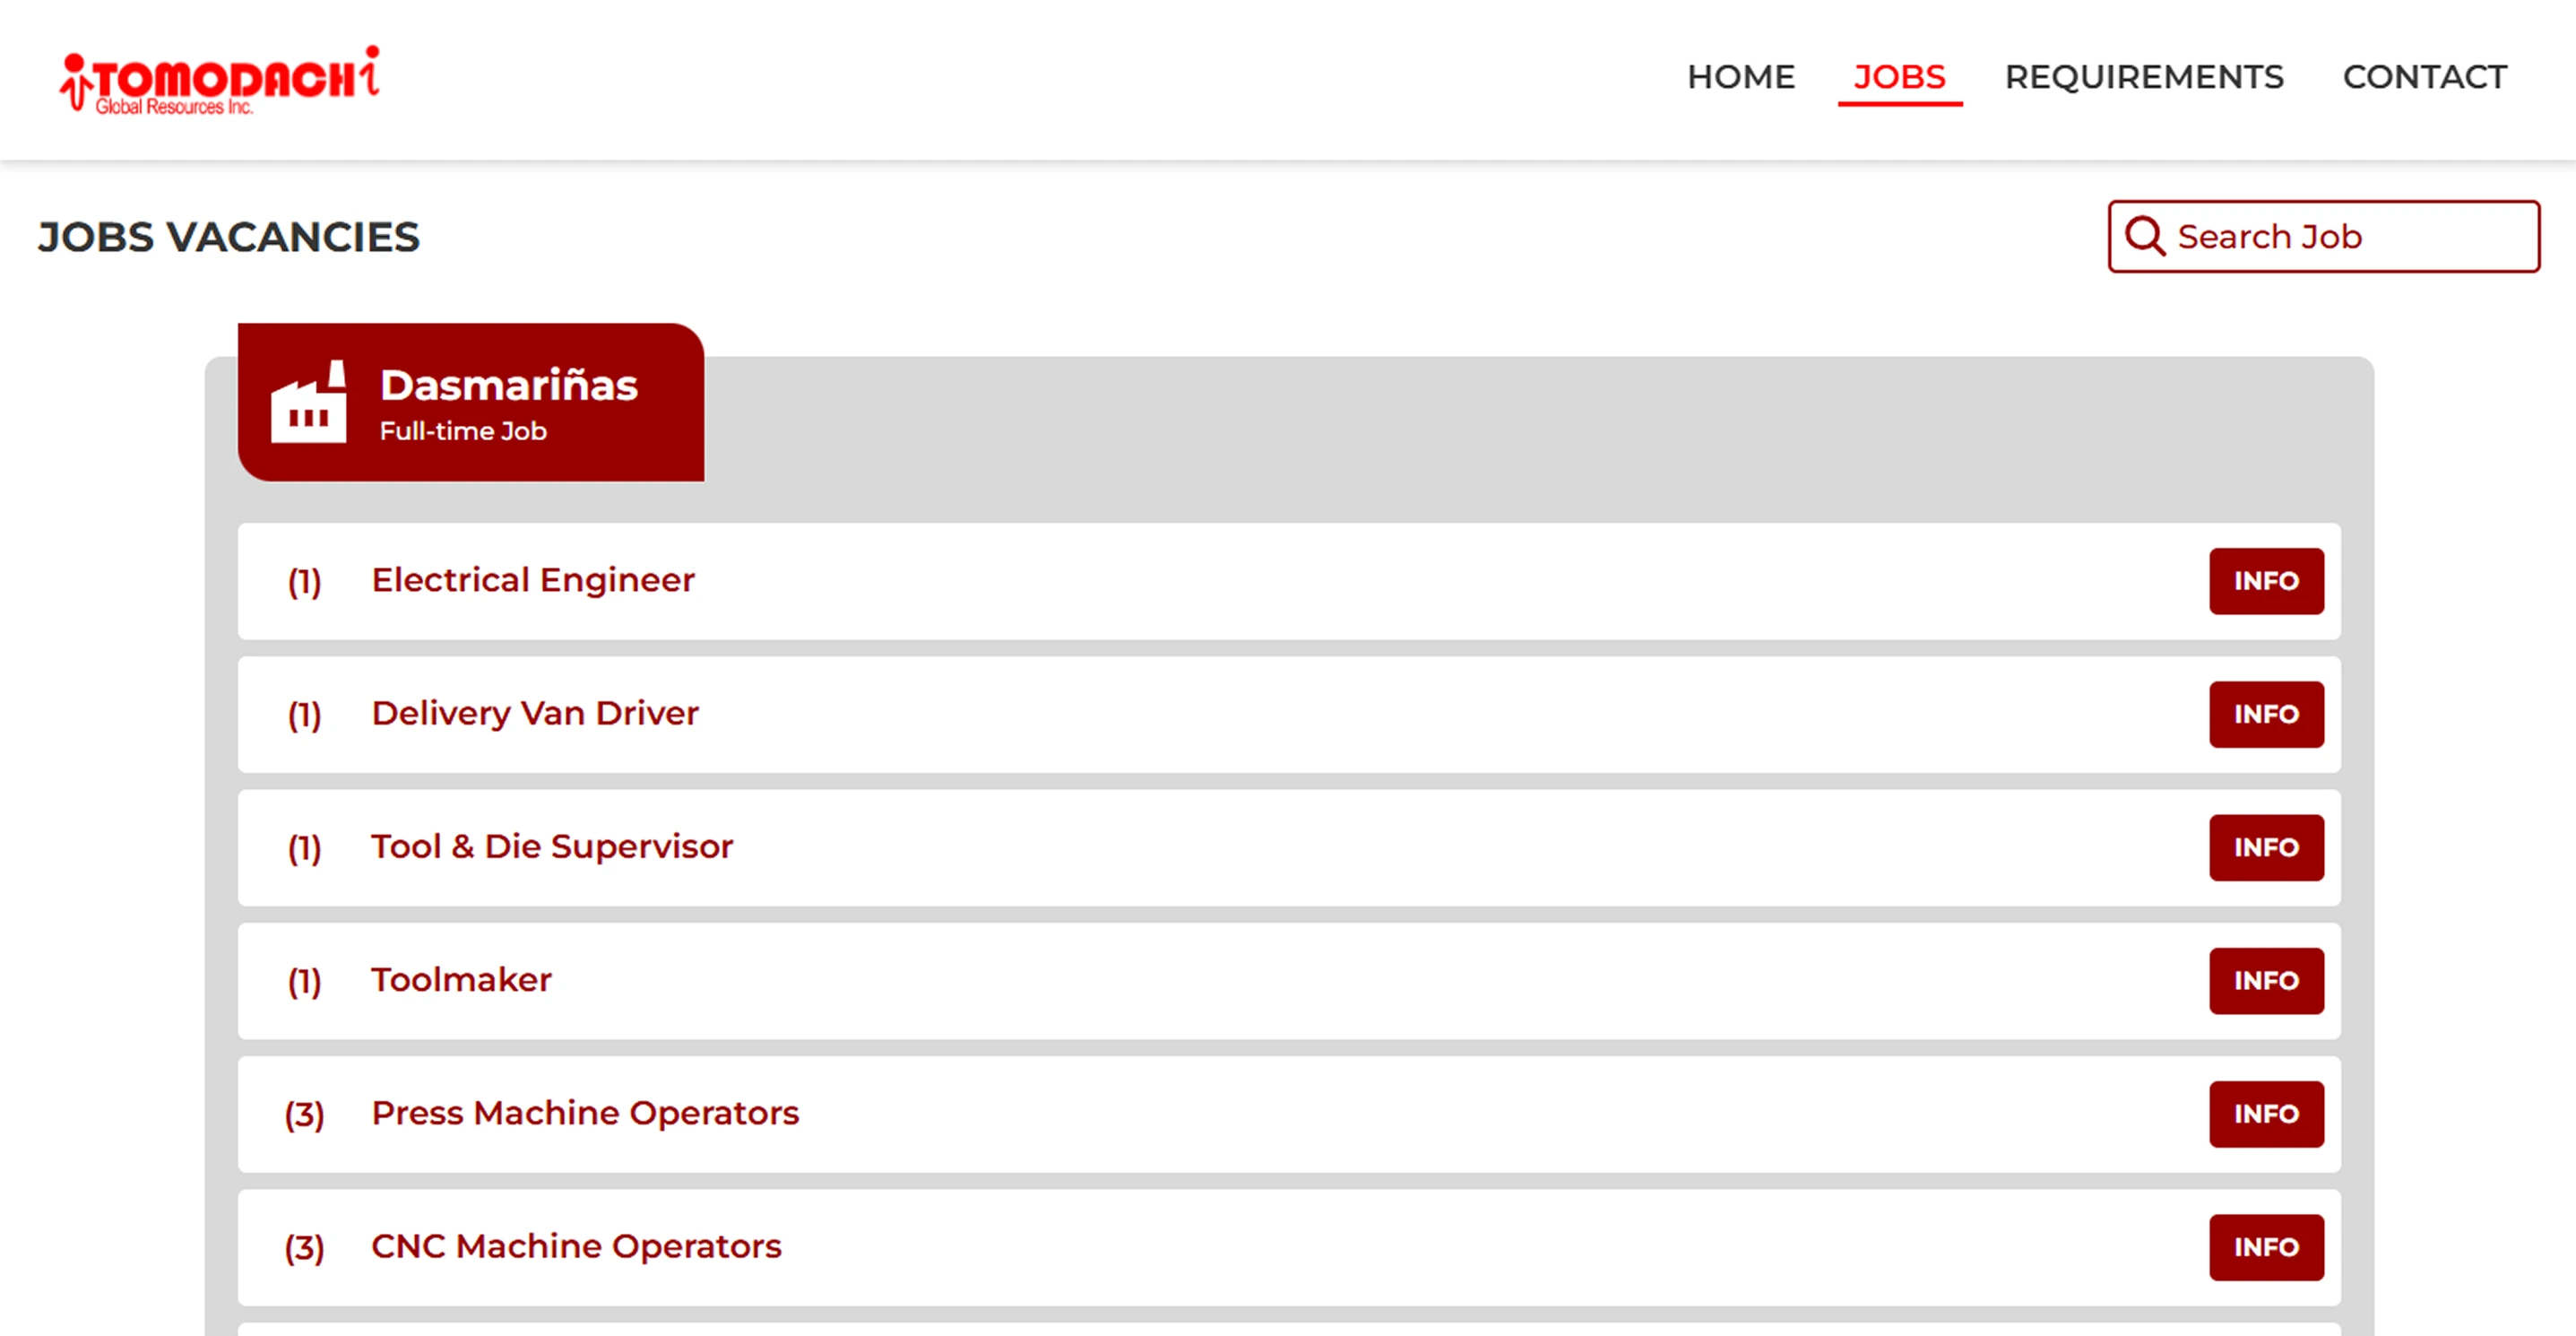 TOMODACHi
Global Resources Inc.
HOME
JOBS
REQUIREMENTS
CONTACT
JOBS VACANCIES
Search Job
Dasmariñas
Full-time Job
(1) Electrical Engineer INFO
(1) Delivery Van Driver INFO
(1) Tool & Die Supervisor INFO
(1) Toolmaker INFO
(3) Press Machine Operators INFO
(3) CNC Machine Operators INFO